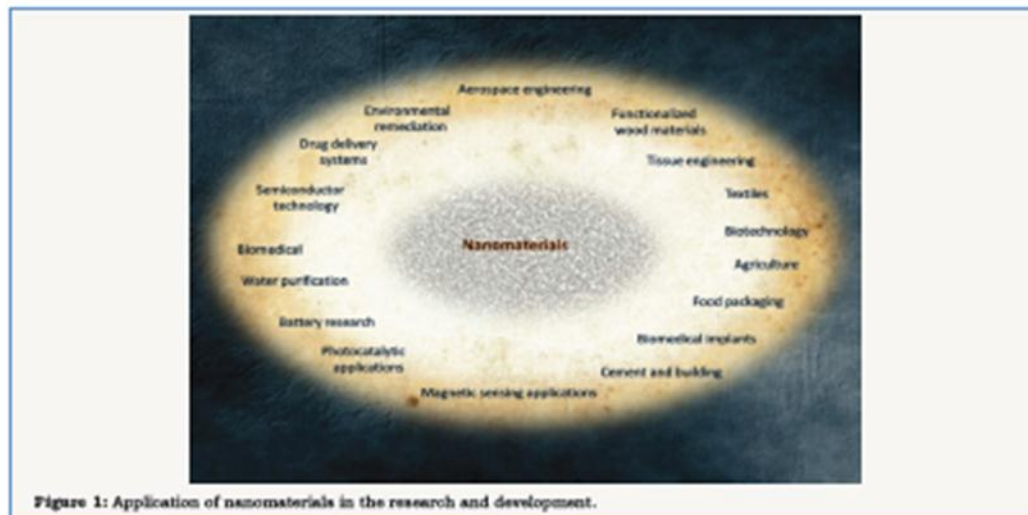 Aerospace engineering
Functionalized
wood materials
Tissue engineering
Textiles
Biotechnology
Agriculture
Food packaging
Biomedical implants
Cement and building
Magnetic sensing applications
Photocatalytic
applications
Battery research
Water purification
Biomedical
Semiconductor
technology
Drug delivery
systems
Environmental
remediation
Nanomaterials
Figure 1: Application of nanomaterials in the research and development.